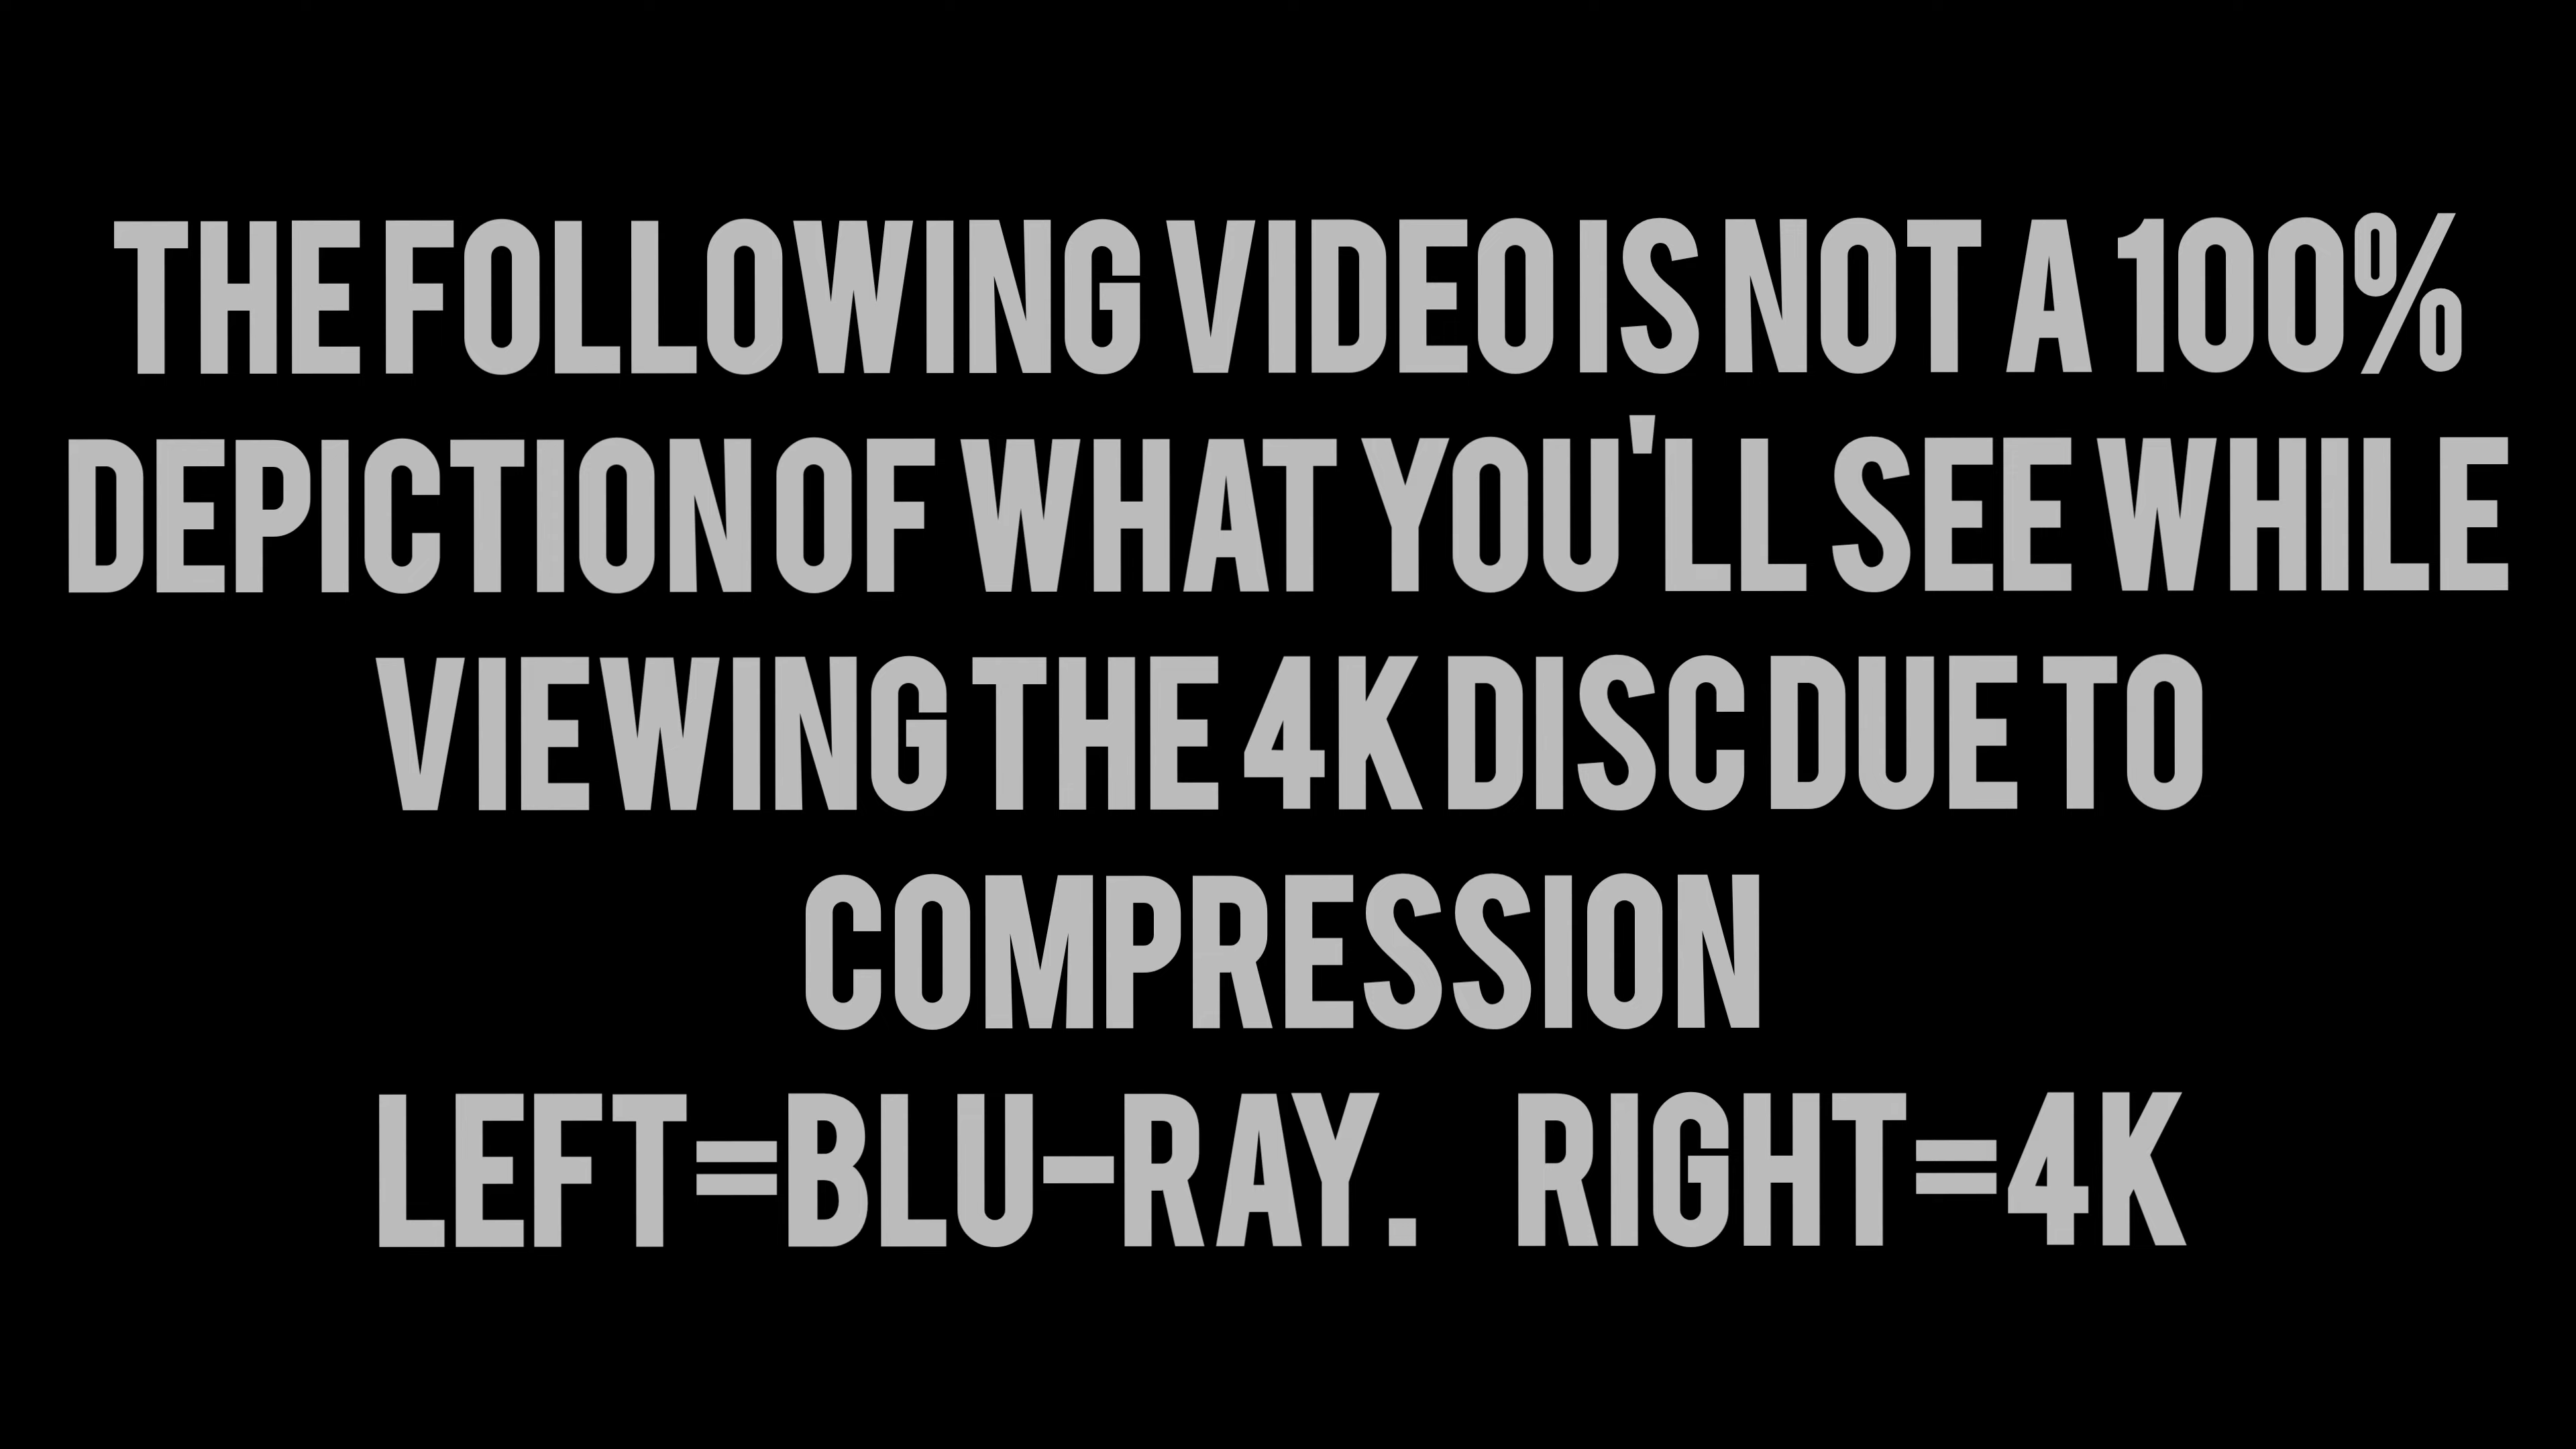 THE FOLLOWING VIDEO IS NOT A 100%
DEPICTION OF WHAT YOU'LL SEE WHILE
VIEWING THE 4K DISC DUE TO
COMPRESSION
LEFT=BLU-RAY. RIGHT=4K